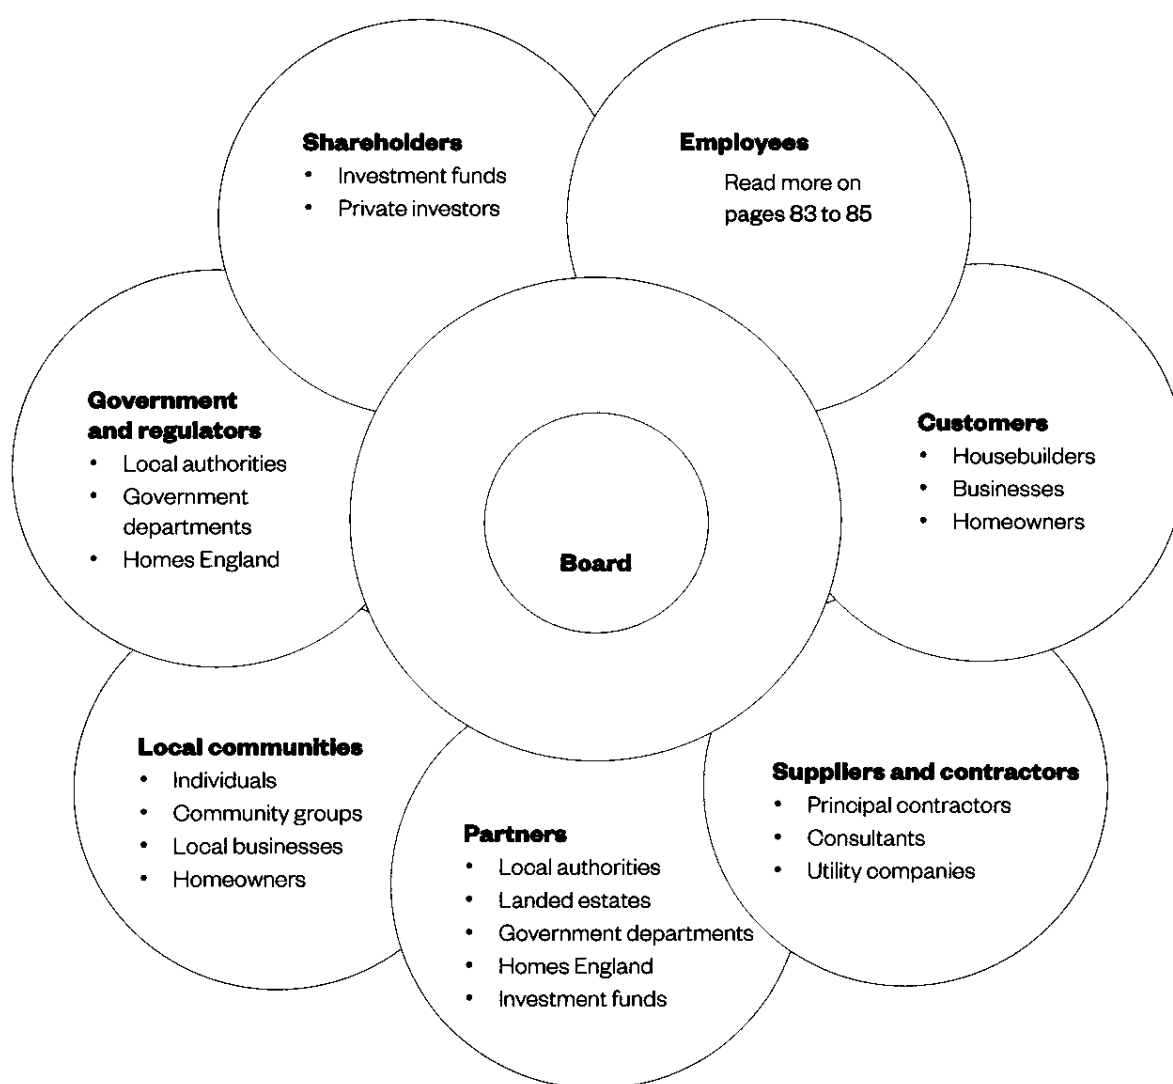 Shareholders
• Investment funds
• Private investors
Employees
Read more on
pages 83 to 85
Government
and regulators
• Local authorities
• Government
departments
• Homes England
Customers
• Housebuilders
• Businesses
• Homeowners
Board
Local communities
• Individuals
• Community groups
• Local businesses
• Homeowners
Partners
• Local authorities
• Landed estates
• Government departments
• Homes England
• Investment funds
Suppliers and contractors
• Principal contractors
• Consultants
• Utility companies